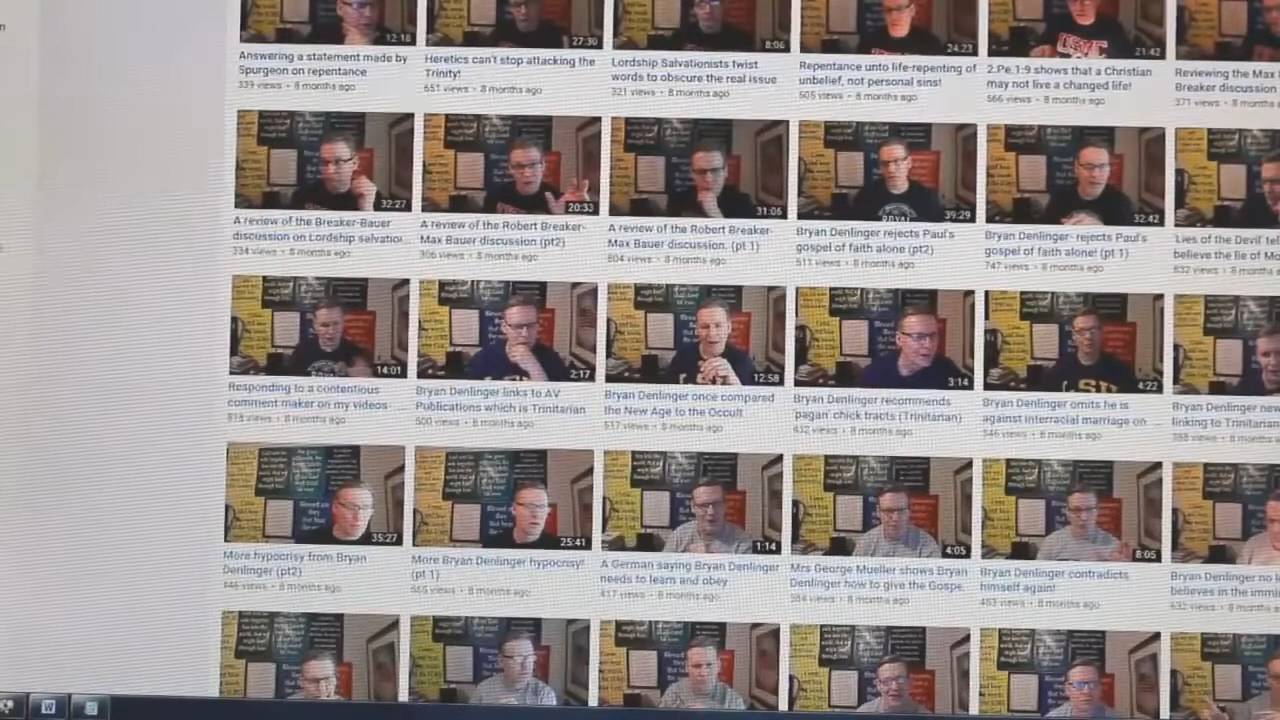 12:18
27:30
8:06
24:23
21:42
Answering a statement made by
Spurgeon on repentance
339 views • 8 months ago
Heretics can't stop attacking the
Trinity!
651 views • 8 months ago
Lordship Salvationists twist
words to obscure the real issue
321 views • 8 months ago
Repentance unto life-repenting of
unbelief, not personal sins!
505 views • 8 months ago
2.Pe.1:9 shows that a Christian
may not live a changed life!
566 views • 8 months ago
Reviewing the Max
Breaker discussion
371 views • 8 months
32:27
20:33
31:06
39:29
32:42
A review of the Breaker-Bauer
discussion on Lordship
334 views • 8 months ago
A review of the Robert Breaker-
Max Bauer discussion (pt2)
306 views • 8 months ago
A review of the Robert Breaker-
Max Bauer discussion. (pt 1)
804 views • 8 months ago
Bryan Denlinger rejects Paul's
gospel of faith alone (pt2)
views • 8 months ago
Bryan Denlinger- rejects Paul's
gospel of faith alone! (pt 1)
747 views • 8 months ago
'Lies of the Devil'
believe the lie of
832 views • 8 months
14:01
2:17
12:58
3:14
4:22
Responding to a contentious
comment maker on my videos
818 views • 8 months ago
Bryan Denlinger links to AV
Publications which is Trinitarian
500 views • 8 months ago
Bryan Denlinger once compared
the New Age to the Occult
517 views • 8 months ago
Bryan Denlinger recommends
'pagan' chick tracts (Trinitarian)
432 views • 8 months ago
Bryan Denlinger omits he is
against interracial marriage on ...
346 views • 8 months ago
Bryan Denlinger
linking to Trinitarian
388 views • 8 months
35:27
25:41
1:14
4:05
8:05
More hypocrisy from Bryan
Denlinger (pt2)
446 views • 8 months ago
More Bryan Denlinger hypocrisy!
(pt 1)
665 views • 8 months ago
A German saying Bryan Denlinger
needs to learn and obey
417 views • 8 months ago
Mrs George Mueller shows Bryan
Denlinger how to give the Gospe..
views • 8 months ago
Bryan Denlinger contradicts
himself again!
453 views • 8 months ago
Bryan Denlinger no
believes in the
632 views • 8 months